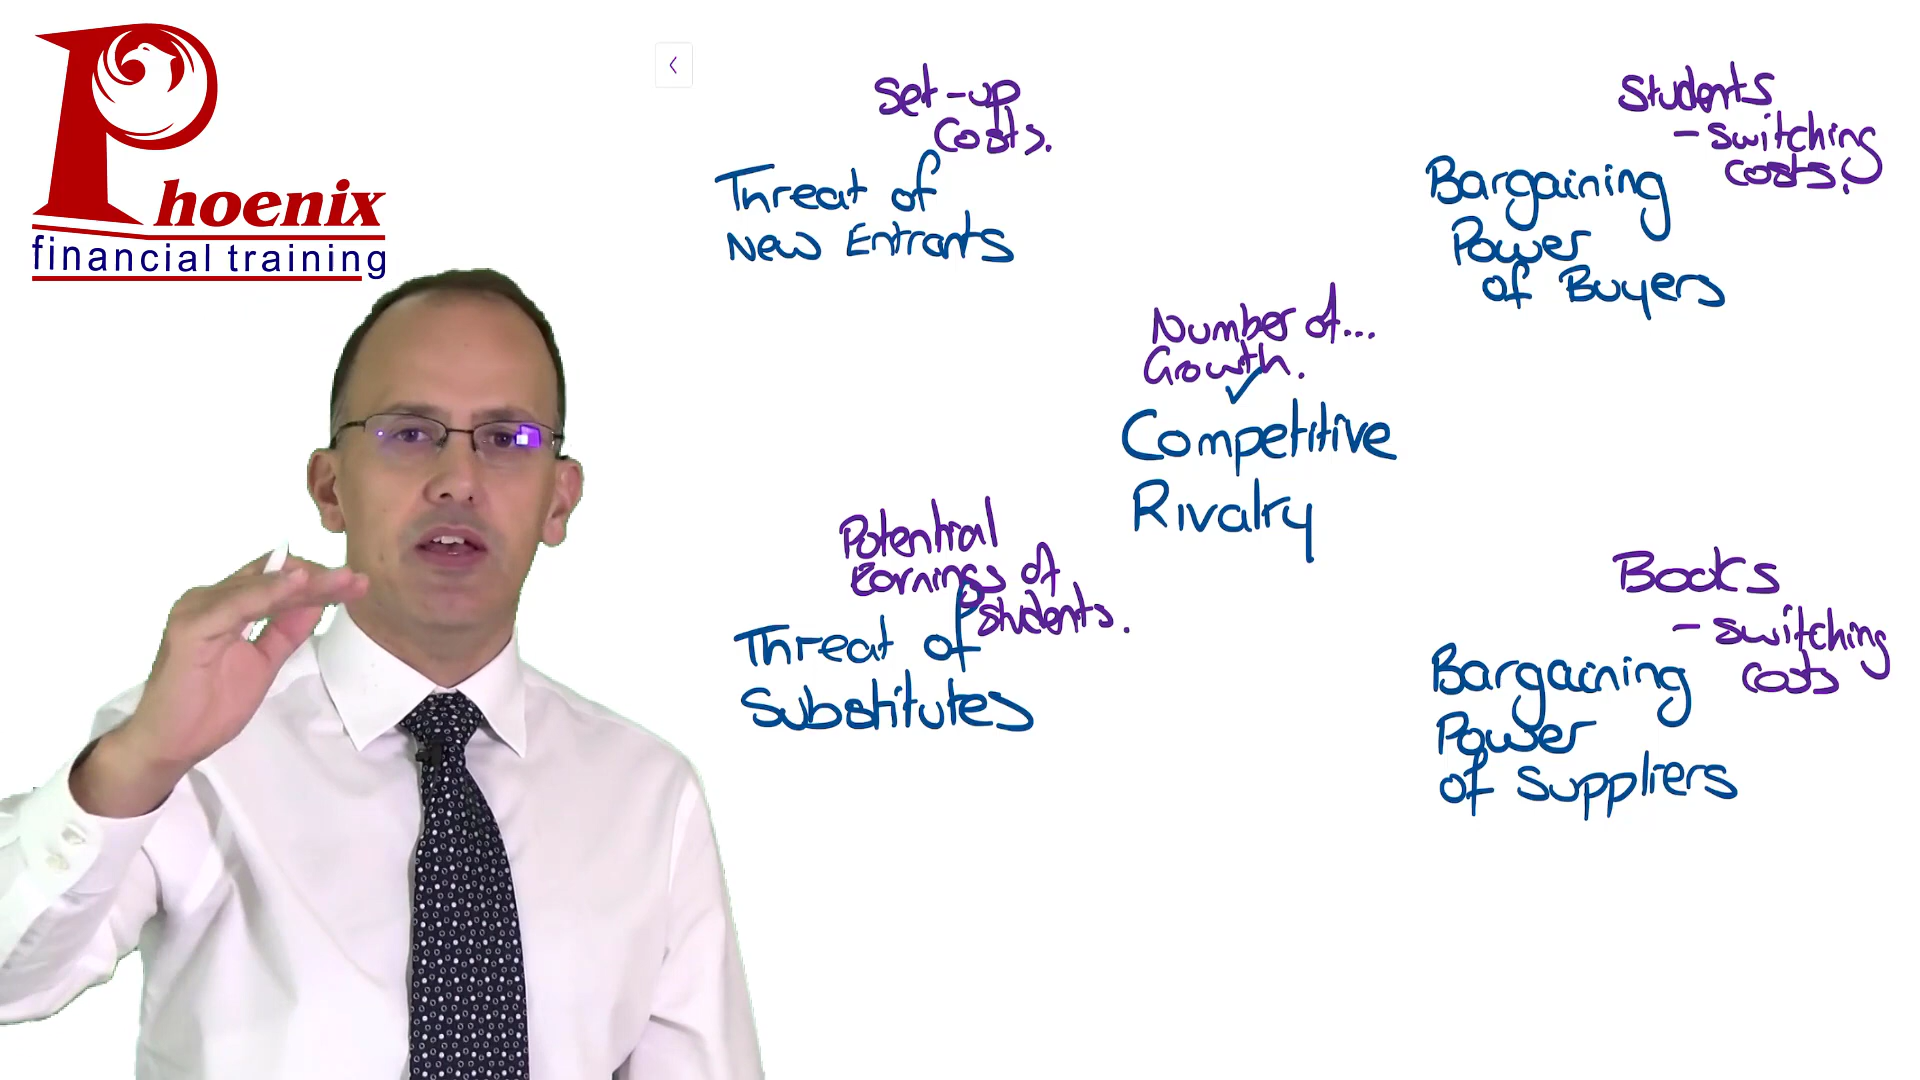 Phoenix
financial training
Set-up
Costs.
Threat of
New Entrants
Students
- switching
costs.
Bargaining
Power
of Buyers
Number of...
Growth.
Competitive
Rivalry
Potential
earnings of
students.
Threat of
Substitutes
Books
- switching
costs
Bargaining
Power
of Suppliers